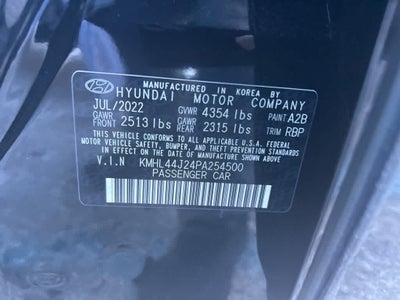 MANUFACTURED IN KOREA BY
HYUNDAI MOTOR COMPANY
JUL/2022 GVWR 4354 lbs PAINT A2B
GAWR FRONT 2513 lbs GAWR REAR 2315 lbs TRIM RBP
THIS VEHICLE CONFORMS TO ALL APPLICABLE U.S.A. FEDERAL
MOTOR VEHICLE SAFETY, BUMPER, AND THEFT PREVENTION STANDARDS
IN EFFECT ON THE DATE OF MANUFACTURE SHOWN ABOVE.
V.I.N KMHL44J24PA254500
PASSENGER CAR